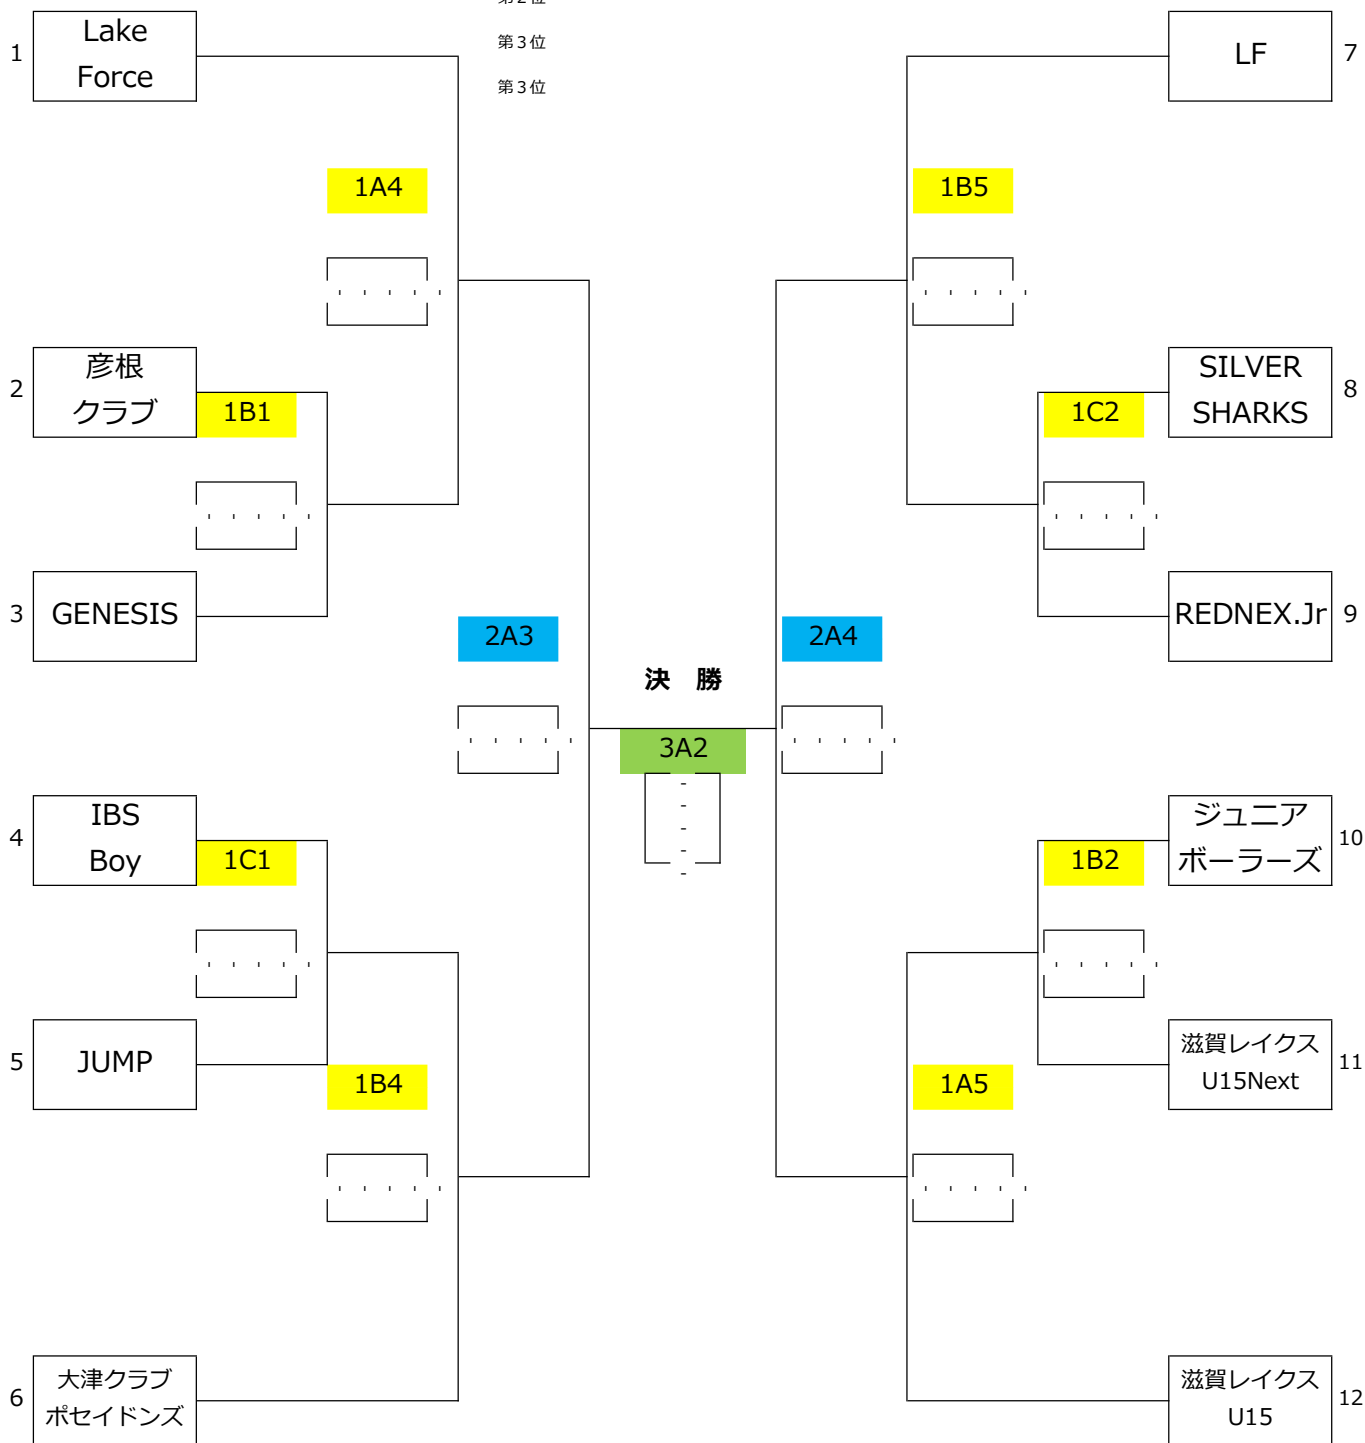 第2位
1
Lake
Force
第3位
LF
7
第3位
1A4
1B5
2
彦根
クラブ
1B1
1C2
SILVER
SHARKS
8
3
GENESIS
REDNEX.Jr
9
2A3
2A4
決 勝
3A2
4
IBS
Boy
1C1
1B2
ジュニア
ボーラーズ
10
5
JUMP
滋賀レイクス
U15Next
11
1B4
1A5
6
大津クラブ
ポセイドンズ
滋賀レイクス
U15
12